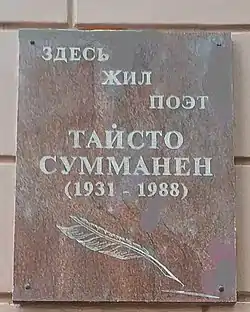 ЗДЕСЬ
ЖИЛ
ПОЭТ
ТАЙСТО
СУММАНЕН
(1931 - 1988)